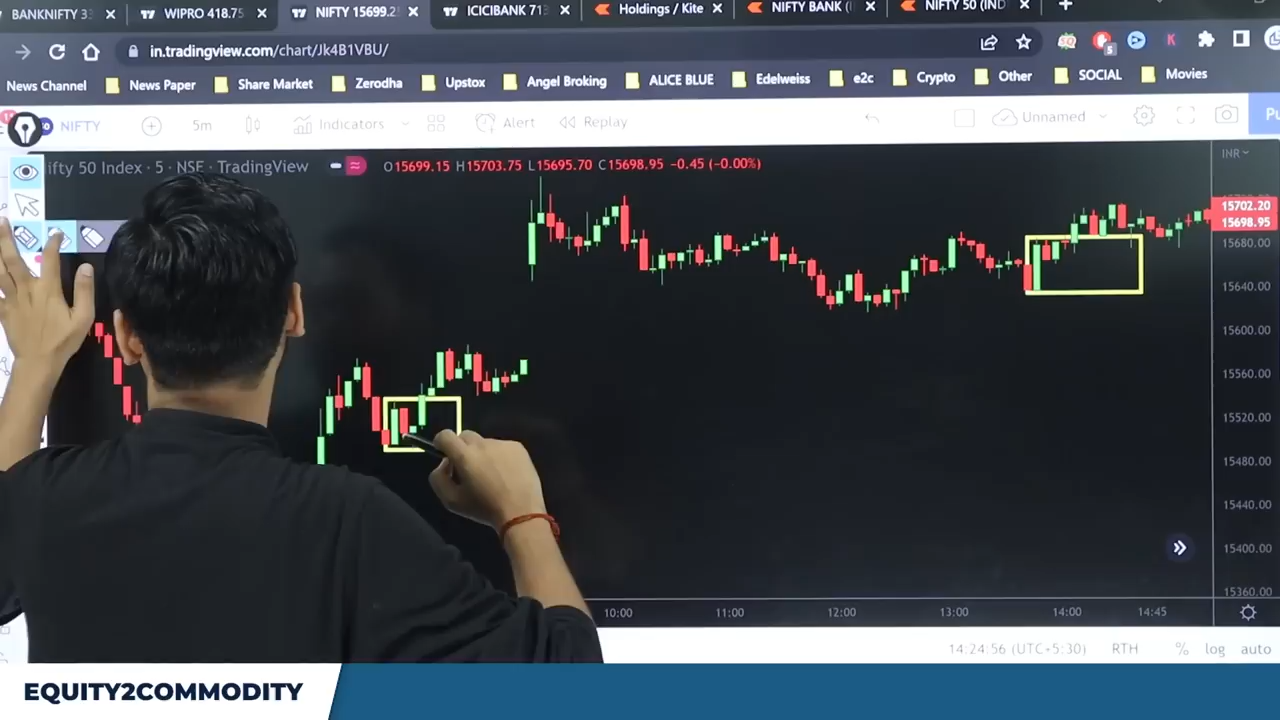 BANKNIFTY 33
WIPRO 418.75
NIFTY 15699.2
ICICIBANK 713
Holdings / Kite
NIFTY BANK (I
NIFTY 50 (IND
in.tradingview.com/chart/Jk4B1VBU/
News Channel
News Paper
Share Market
Zerodha
Upstox
Angel Broking
ALICE BLUE
Edelweiss
e2c
Crypto
Other
SOCIAL
Movies
NIFTY
5m
Indicators
Alert
Replay
Unnamed
Pu
ifty 50 Index · 5 · NSE · TradingView
O15699.15 H15703.75 L15695.70 C15698.95 −0.45 (−0.00%)
INR
15702.20
15698.95
15680.00
15640.00
15600.00
15560.00
15520.00
15480.00
15440.00
15400.00
15360.00
10:00 11:00 12:00 13:00 14:00 14:45
14:24:56 (UTC+5:30) RTH % log auto
EQUITY2COMMODITY